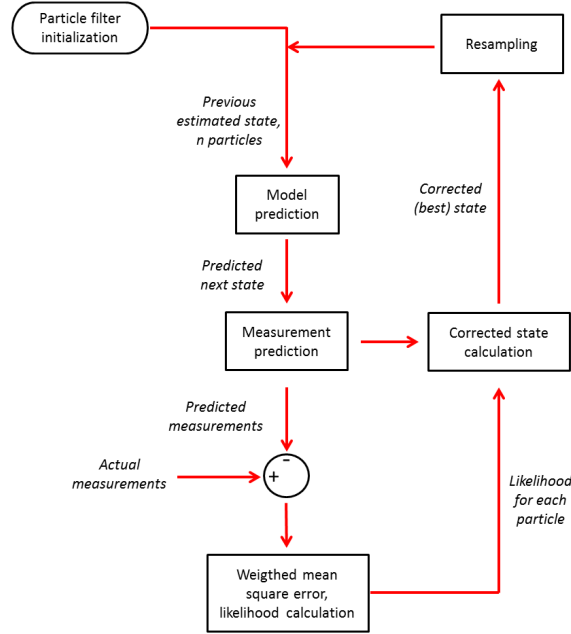 Particle filter
initialization
Resampling
Previous
estimated state,
n particles
Model
prediction
Corrected
(best) state
Predicted
next state
Measurement
prediction
Corrected state
calculation
Predicted
measurements
-
+
Actual
measurements
Likelihood
for each
particle
Weigthed mean
square error,
likelihood calculation